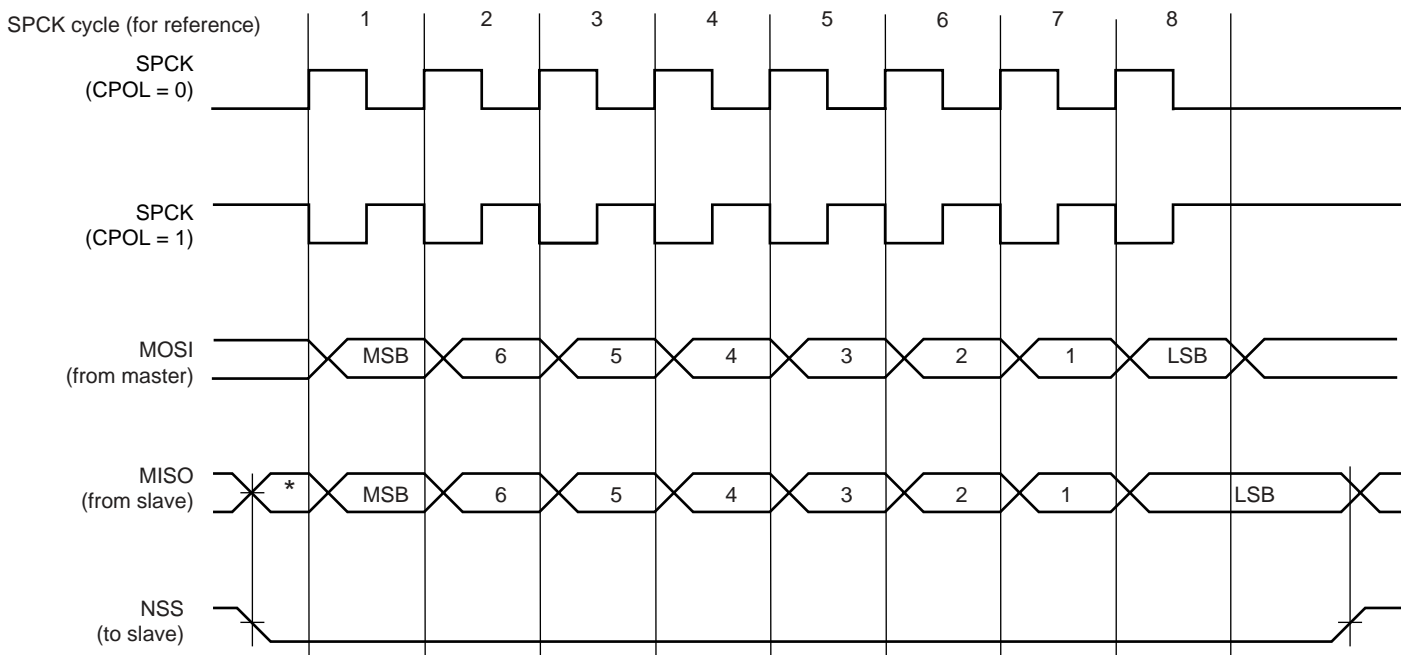 SPCK cycle (for reference)
1 2 3 4 5 6 7 8
SPCK
(CPOL = 0)
SPCK
(CPOL = 1)
MOSI
(from master)
MSB 6 5 4 3 2 1 LSB
MISO
(from slave)
* MSB 6 5 4 3 2 1 LSB
NSS
(to slave)